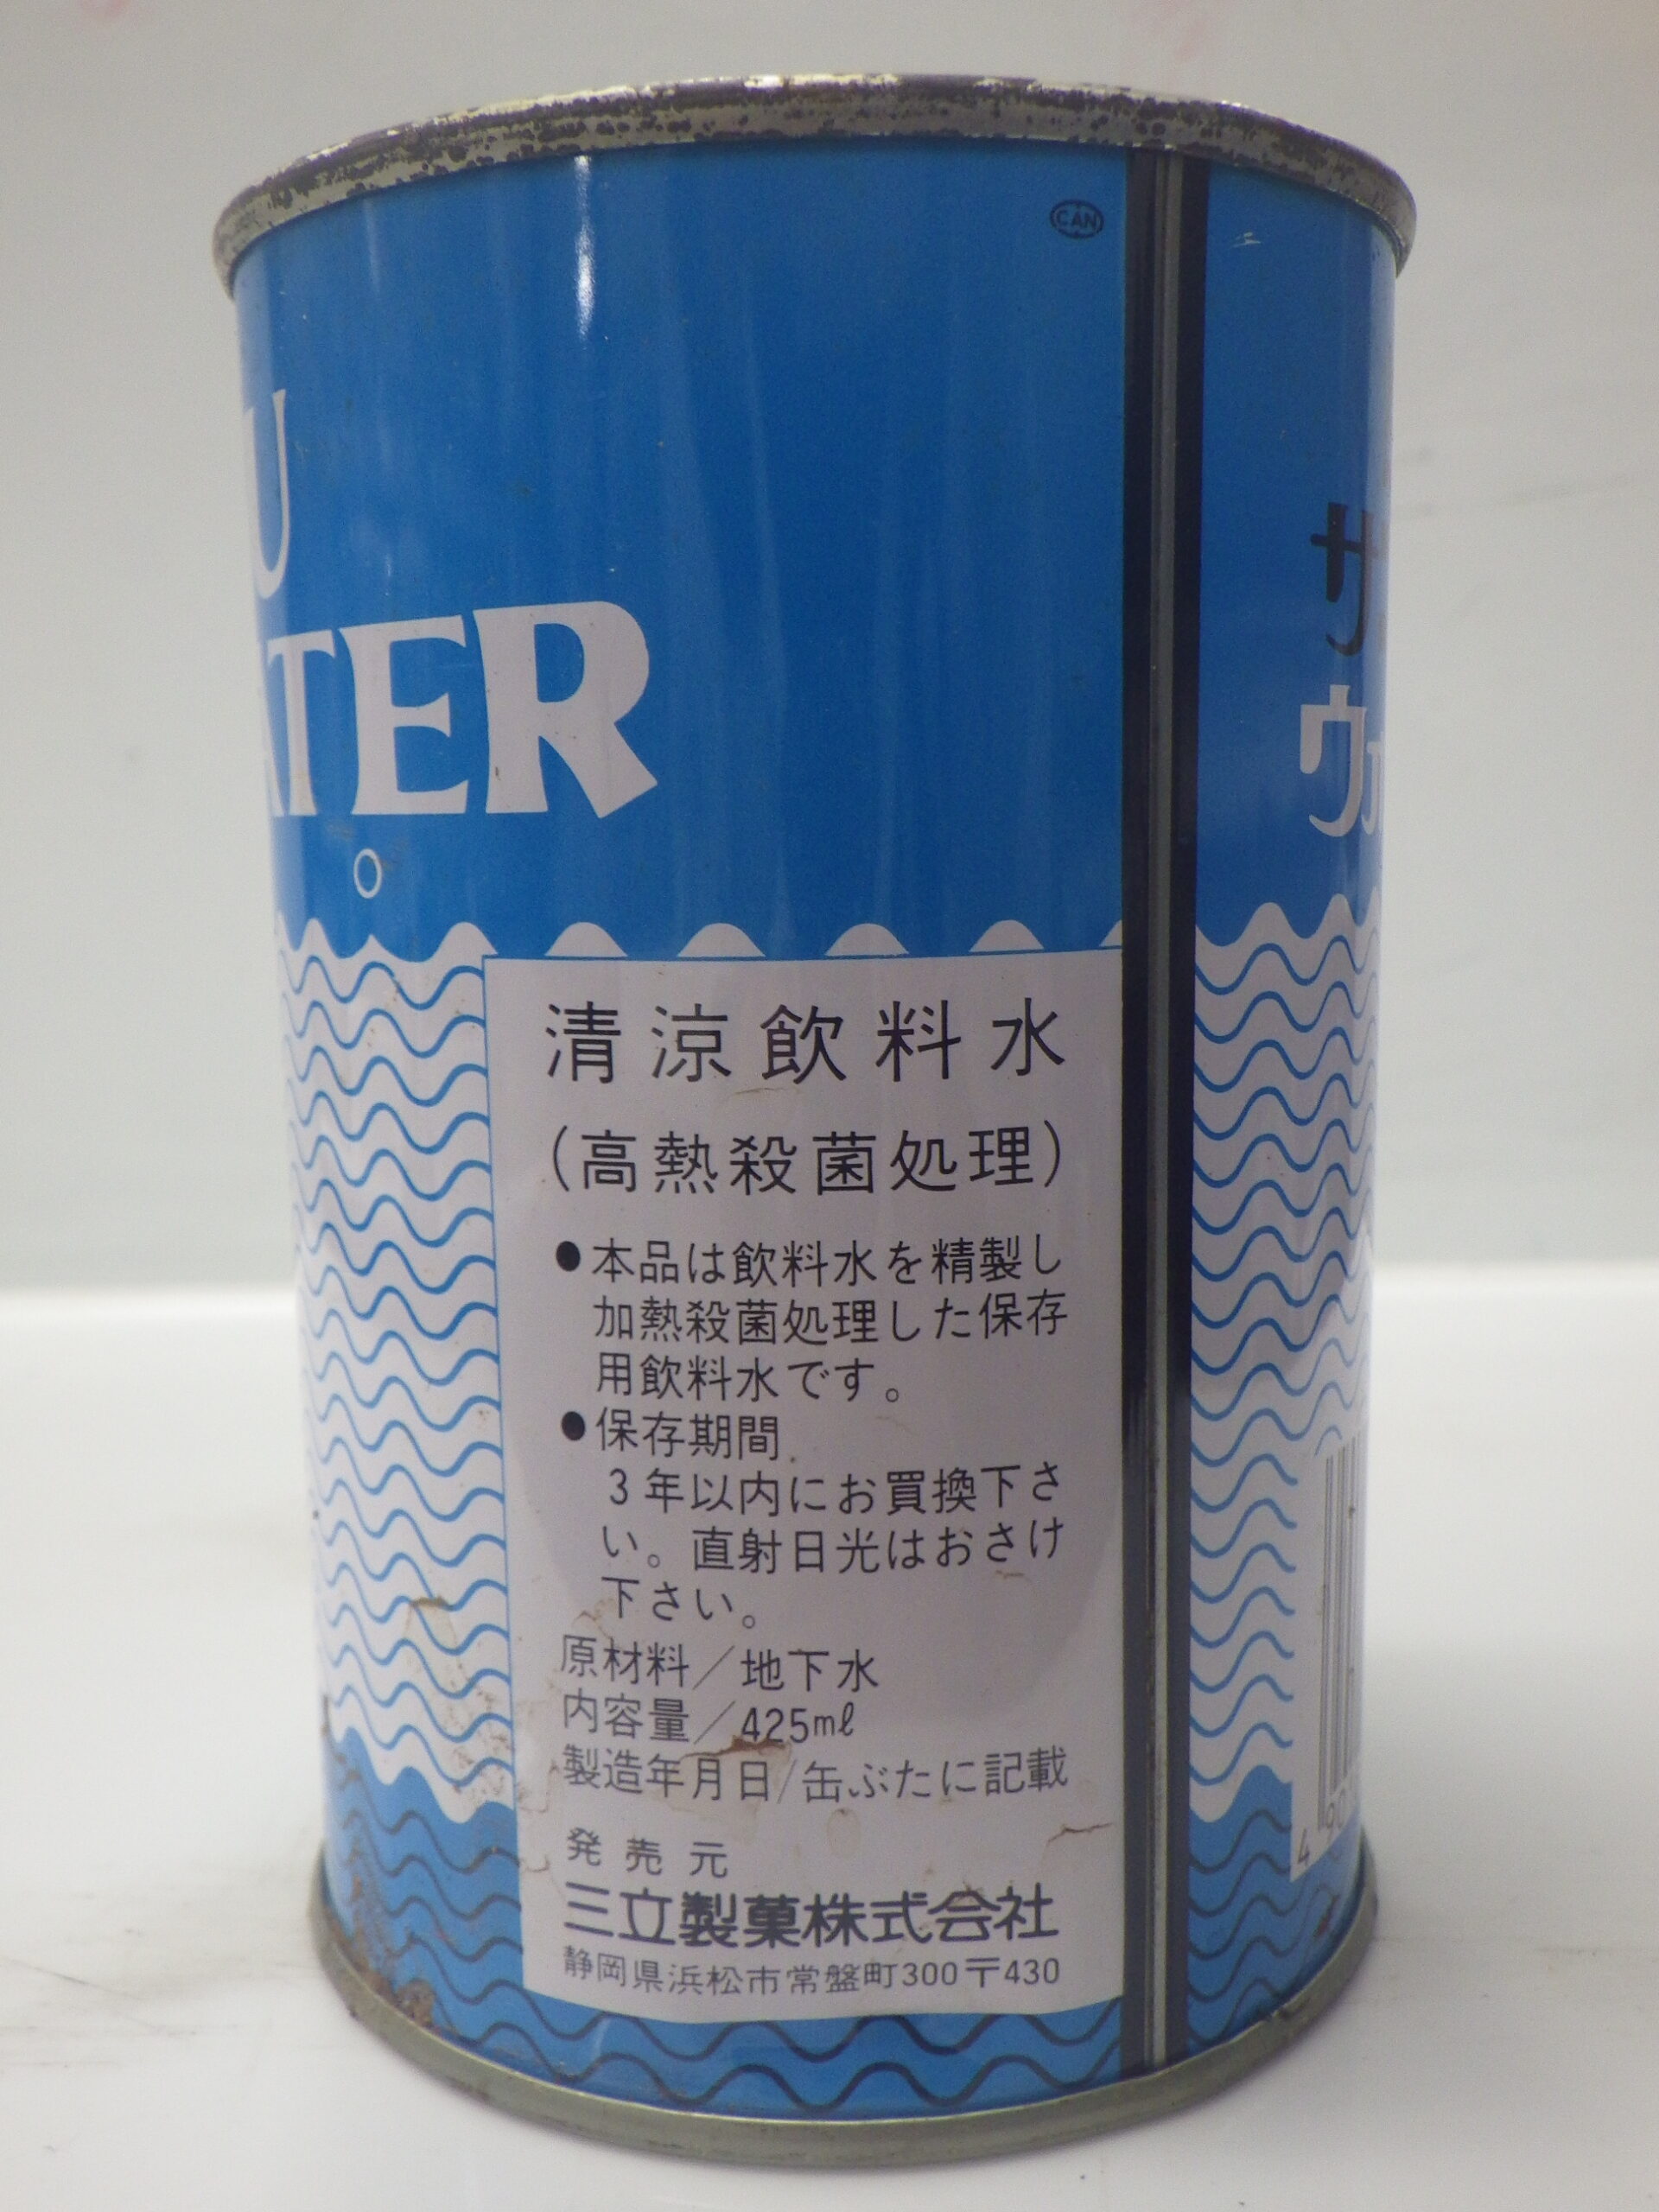 CAN
U
ATER
サ
ウ
清涼飲料水
(高熱殺菌処理)
●本品は飲料水を精製し
加熱殺菌処理した保存
用飲料水です。
●保存期間
3年以内にお買換下さ
い。直射日光はおさけ
下さい。
原材料／地下水
内容量／425mℓ
製造年月日/缶ぶたに記載
発売元
三立製菓株式会社
静岡県浜松市常盤町300〒430
4 90